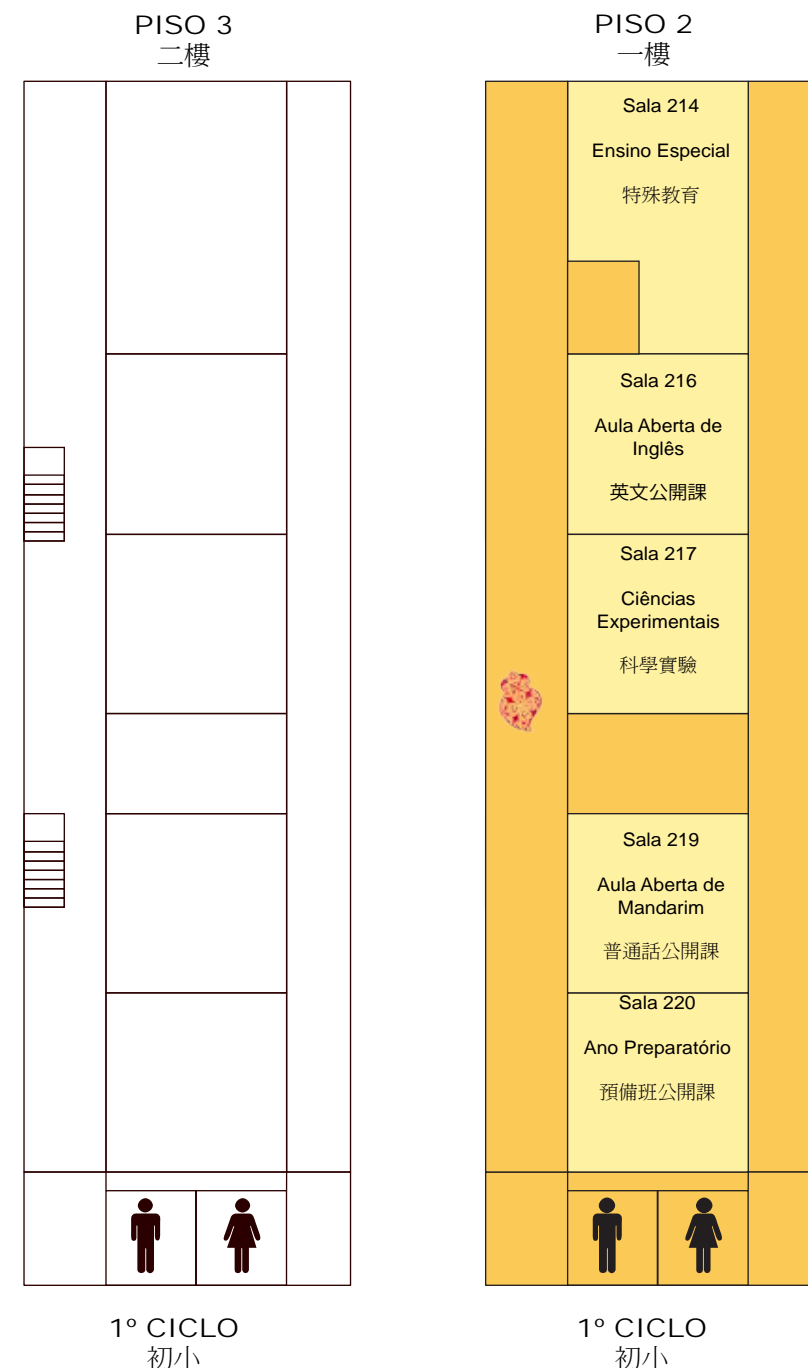 PISO 3
二樓
PISO 2
一樓
Sala 214
Ensino Especial
特殊教育
Sala 216
Aula Aberta de
Inglês
英文公開課
Sala 217
Ciências
Experimentais
科學實驗
Sala 219
Aula Aberta de
Mandarim
普通話公開課
Sala 220
Ano Preparatório
預備班公開課
1º CICLO
初小
1º CICLO
初小